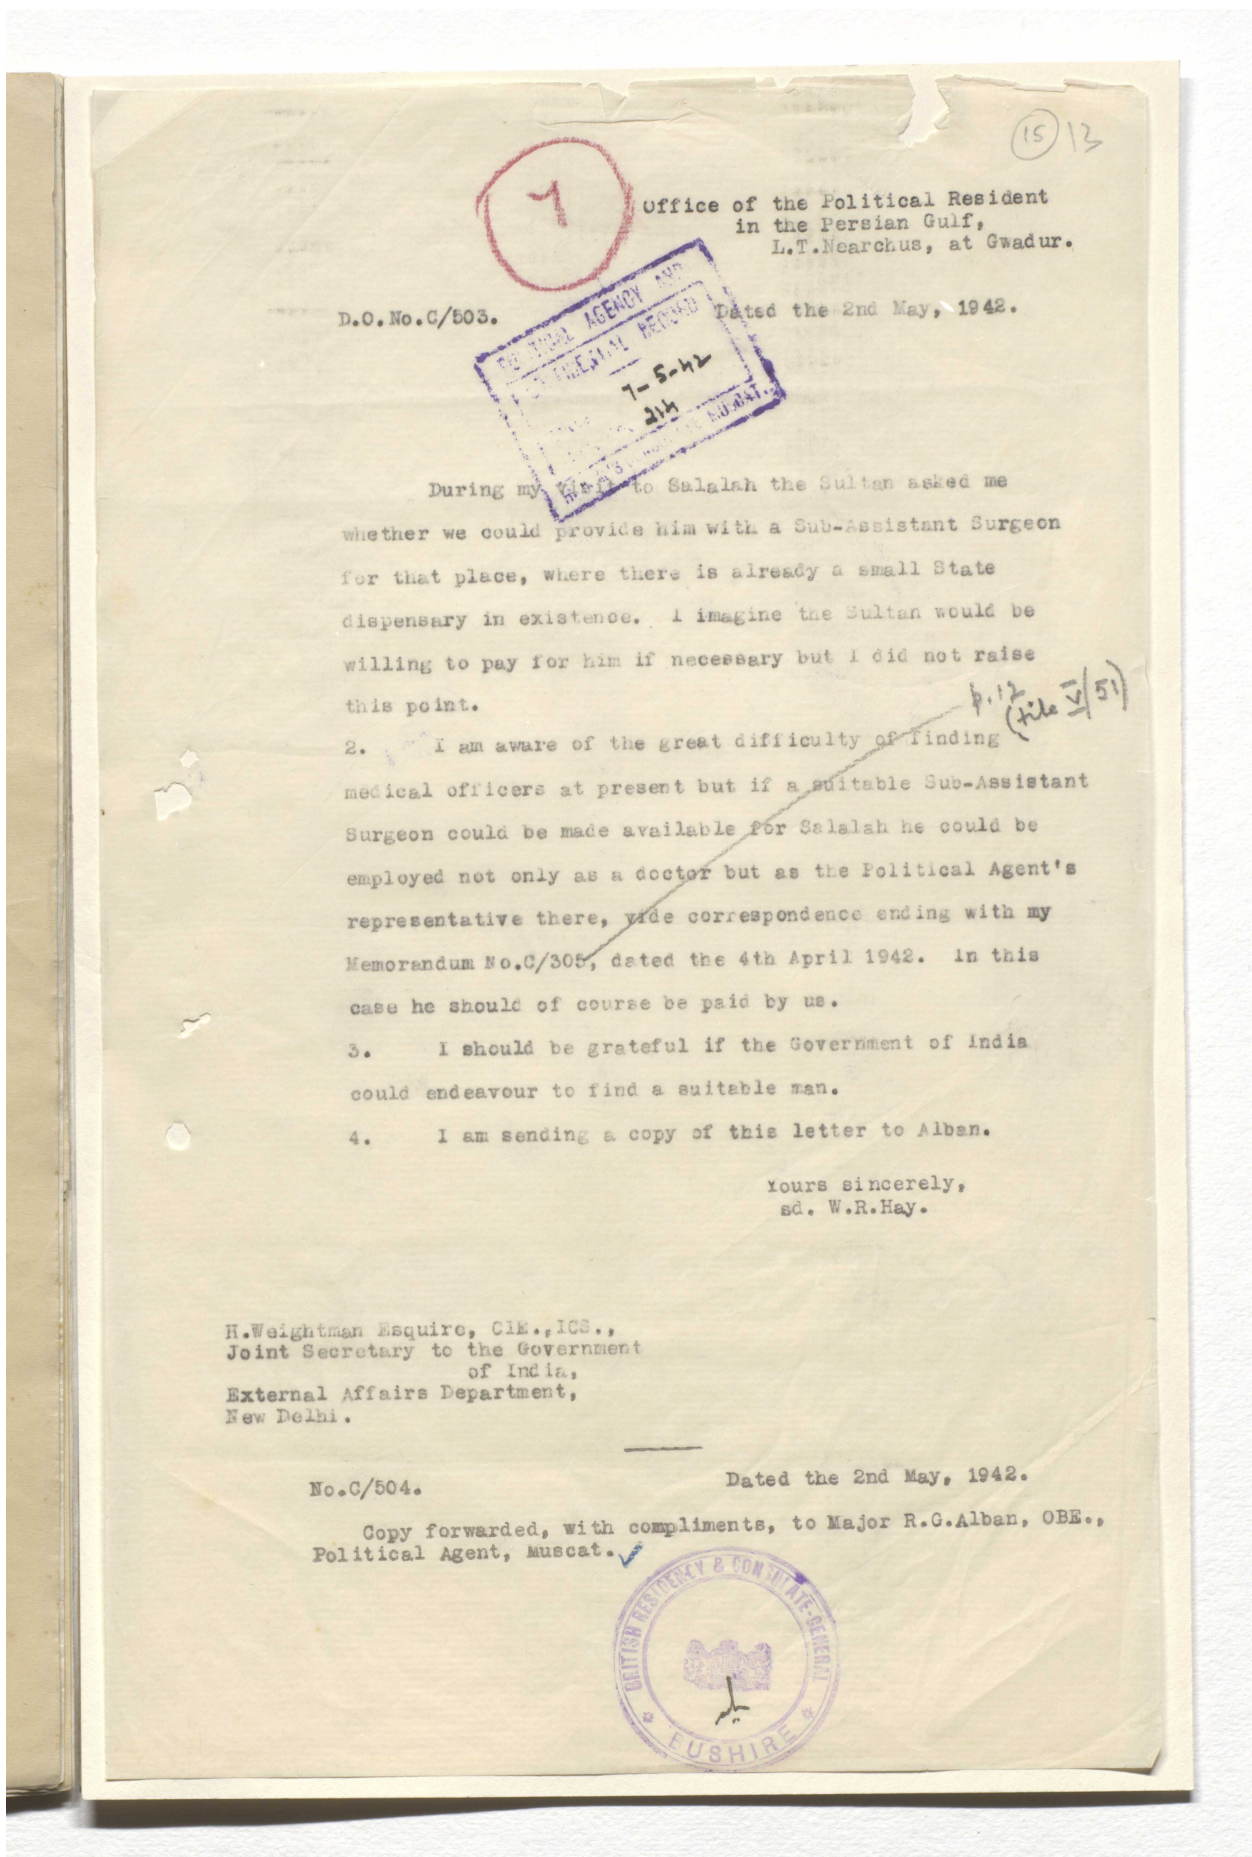 15 13
7
Office of the Political Resident
in the Persian Gulf,
L.T.Nearchus, at Gwadur.
D.O.No.C/503.
Dated the 2nd May, 1942.
POLITICAL AGENCY AND
CONFIDENTIAL RECORD
7-5-42
214
MUSCAT.
During my visit to Salalah the Sultan asked me
whether we could provide him with a Sub-Assistant Surgeon
for that place, where there is already a small State
dispensary in existence. I imagine the Sultan would be
willing to pay for him if necessary but I did not raise
this point.
p.12
(file V/51)
2. I am aware of the great difficulty of finding
medical officers at present but if a suitable Sub-Assistant
Surgeon could be made available for Salalah he could be
employed not only as a doctor but as the Political Agent's
representative there, vide correspondence ending with my
Memorandum No.C/305, dated the 4th April 1942. In this
case he should of course be paid by us.
3. I should be grateful if the Government of India
could endeavour to find a suitable man.
4. I am sending a copy of this letter to Alban.
Yours sincerely,
sd. W.R.Hay.
H.Weightman Esquire, CIE.,ICS.,
Joint Secretary to the Government
of India,
External Affairs Department,
New Delhi.
No.C/504.
Dated the 2nd May, 1942.
Copy forwarded, with compliments, to Major R.G.Alban, OBE.,
Political Agent, Muscat.
BRITISH RESIDENCY & CONSULATE-GENERAL
BUSHIRE